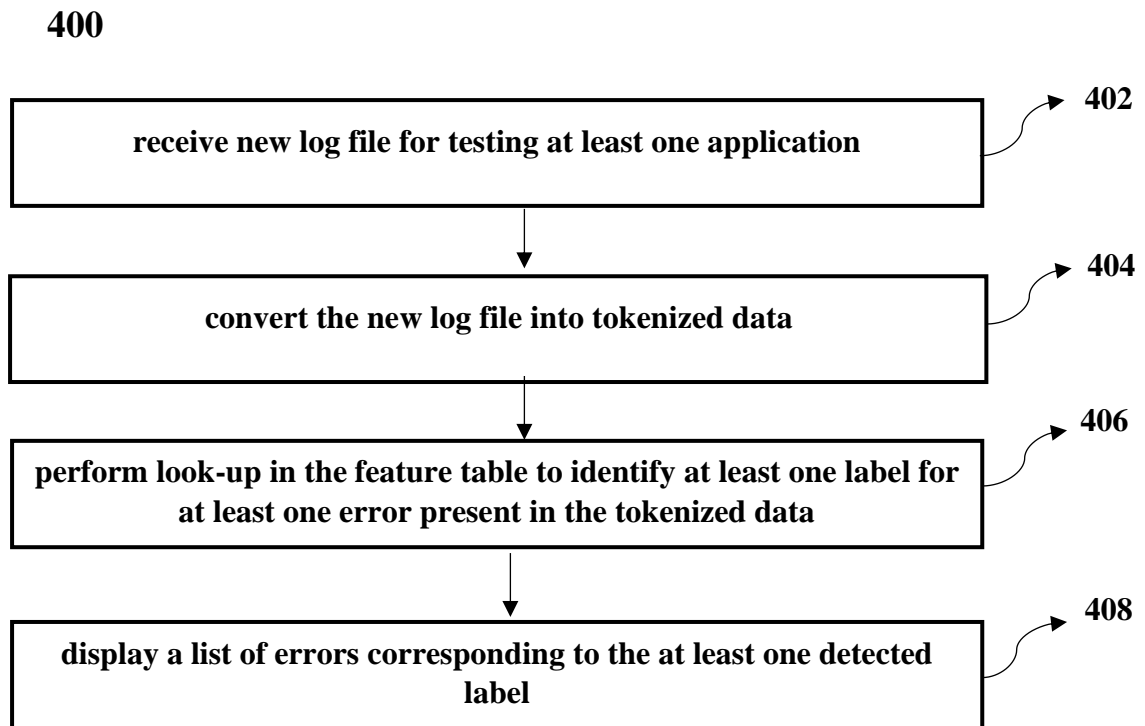 400
402
receive new log file for testing at least one application
404
convert the new log file into tokenized data
406
perform look-up in the feature table to identify at least one label for
at least one error present in the tokenized data
408
display a list of errors corresponding to the at least one detected
label